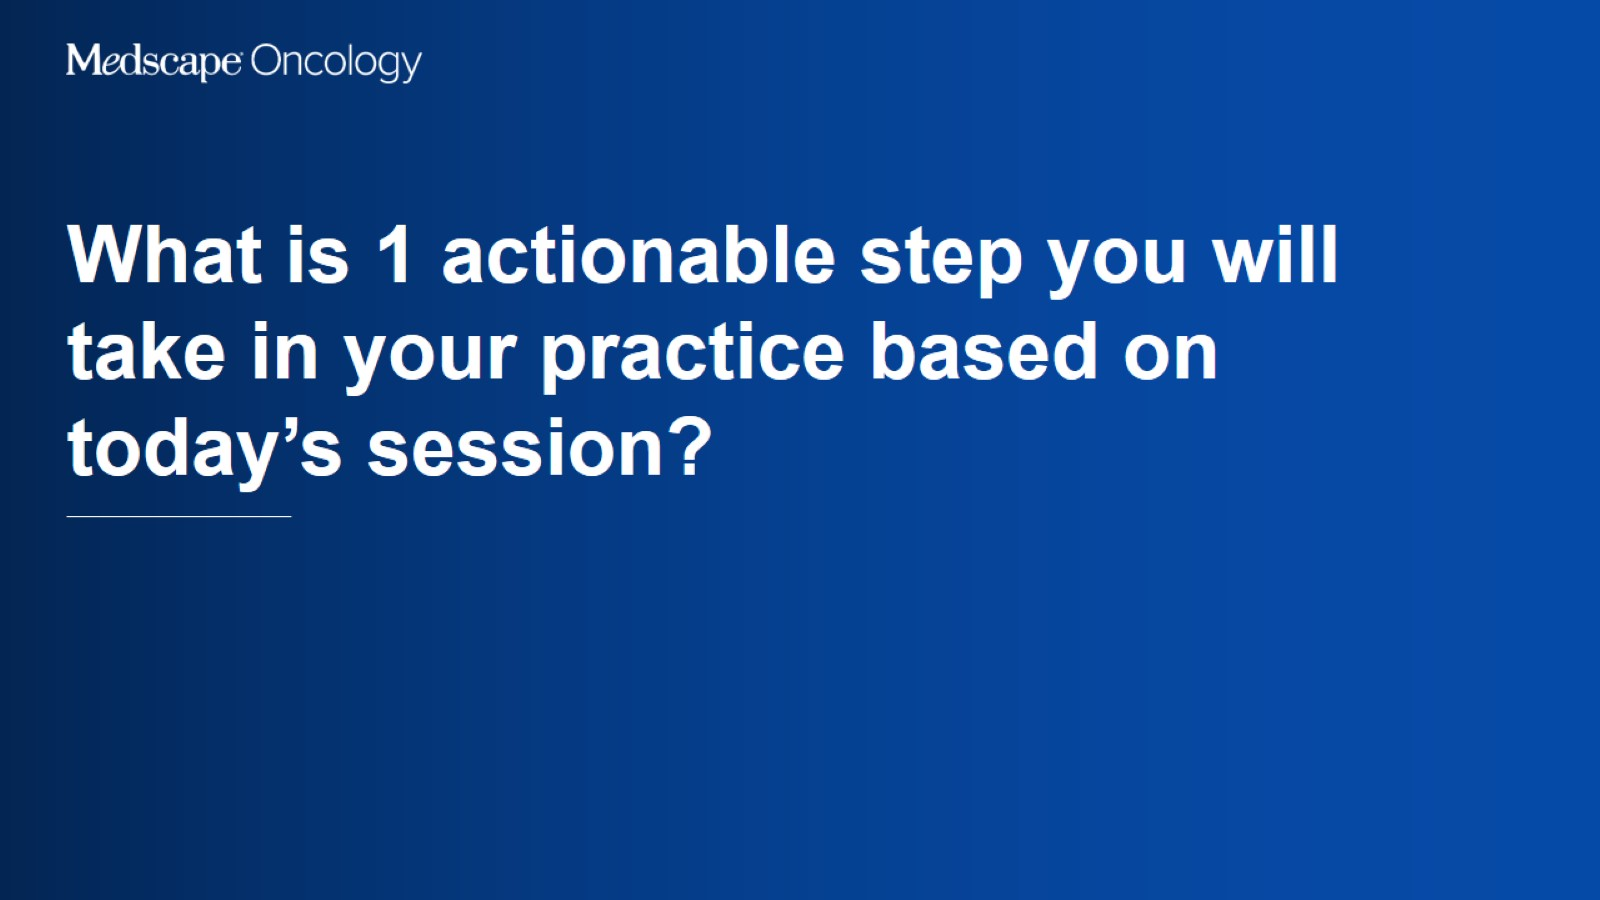 Medscape Oncology
What is 1 actionable step you will
take in your practice based on
today’s session?